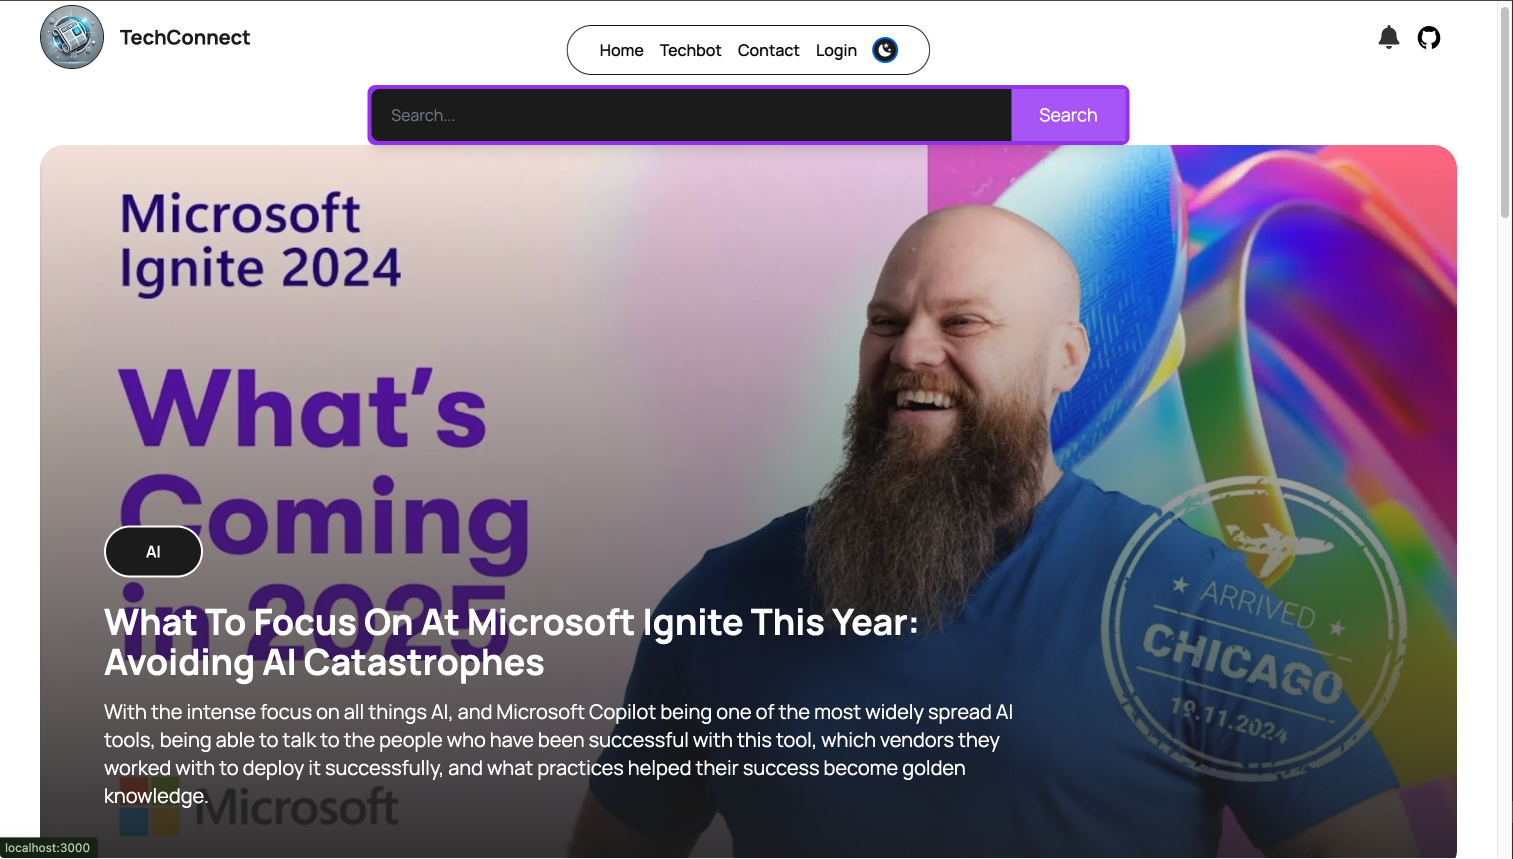 TechConnect
Home Techbot Contact Login
Search...
Search
Microsoft
Ignite 2024
What's
Coming
in 2025
AI
What To Focus On At Microsoft Ignite This Year:
Avoiding AI Catastrophes
With the intense focus on all things AI, and Microsoft Copilot being one of the most widely spread AI
tools, being able to talk to the people who have been successful with this tool, which vendors they
worked with to deploy it successfully, and what practices helped their success become golden
knowledge.
Microsoft
ARRIVED
CHICAGO
19.11.2024
localhost:3000